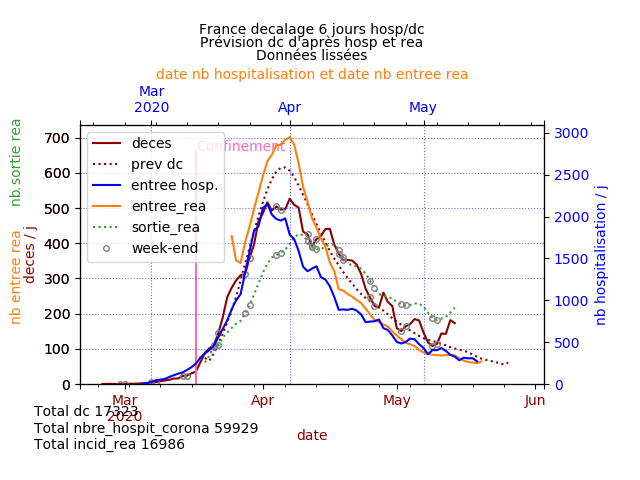 France decalage 6 jours hosp/dc
Prévision dc d'après hosp et rea
Données lissées
date nb hospitalisation et date nb entree rea
Mar
2020
Apr
May
700
600
500
400
300
200
100
0
3000
2500
2000
1500
1000
500
0
nb.sortie rea
nb entree rea
deces / j
nb hospitalisation / j
Confinement
deces
prev dc
entree hosp.
entree_rea
sortie_rea
week-end
Mar
2020
Apr
May
Jun
date
Total dc 17323
Total nbre_hospit_corona 59929
Total incid_rea 16986